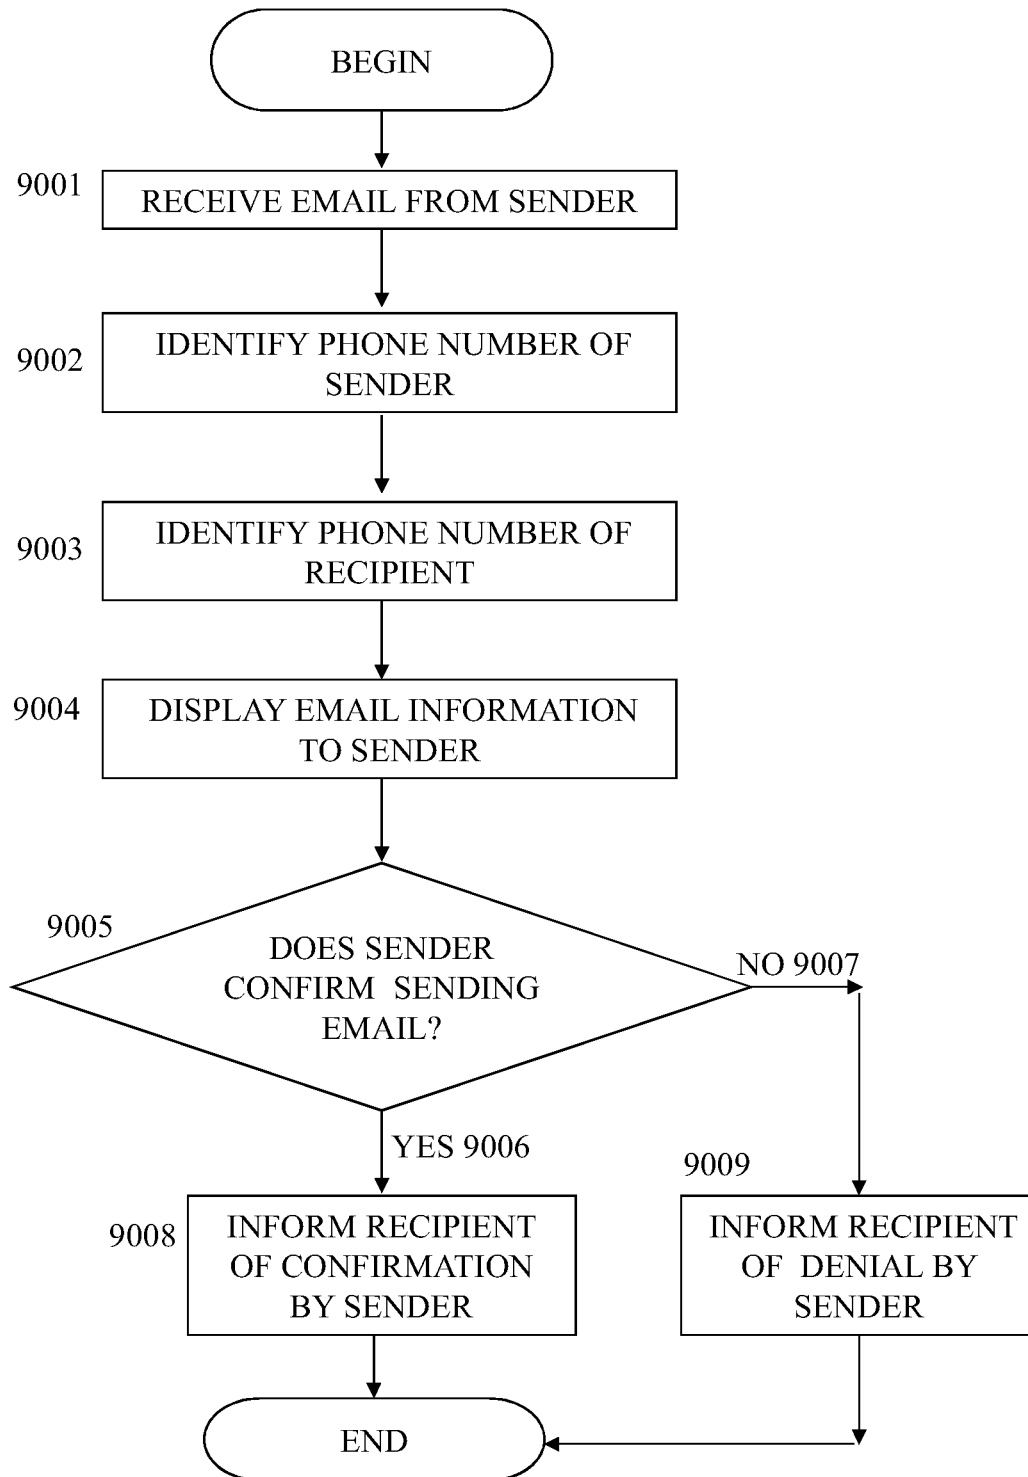 BEGIN
9001
RECEIVE EMAIL FROM SENDER
9002
IDENTIFY PHONE NUMBER OF
SENDER
9003
IDENTIFY PHONE NUMBER OF
RECIPIENT
9004
DISPLAY EMAIL INFORMATION
TO SENDER
9005
DOES SENDER
CONFIRM SENDING
EMAIL?
NO 9007
YES 9006
9008
INFORM RECIPIENT
OF CONFIRMATION
BY SENDER
9009
INFORM RECIPIENT
OF DENIAL BY
SENDER
END